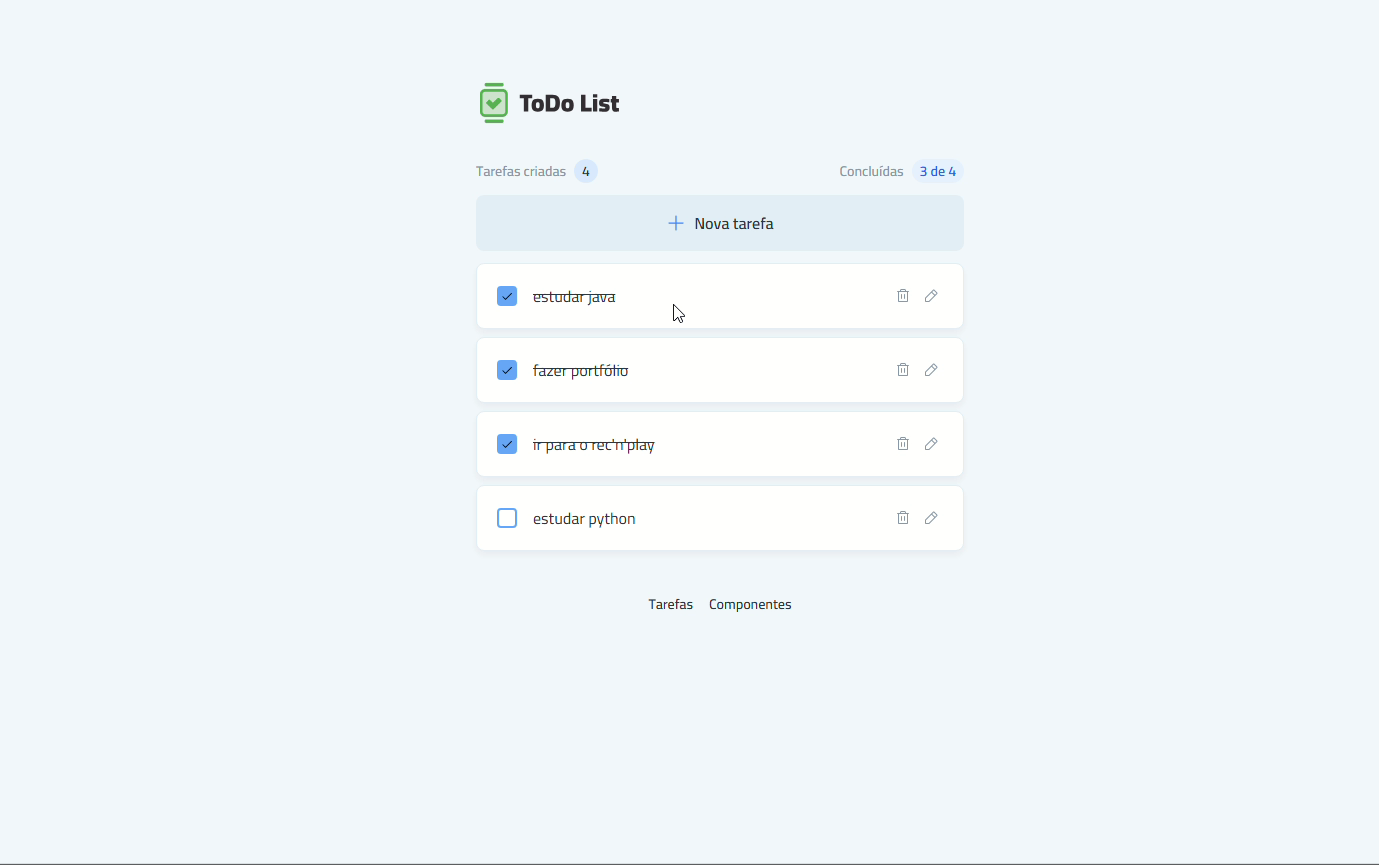 ToDo List
Tarefas criadas 4 Concluídas 3 de 4
Nova tarefa
estudar java
fazer portfólio
ir para o rec'n'play
estudar python
Tarefas Componentes